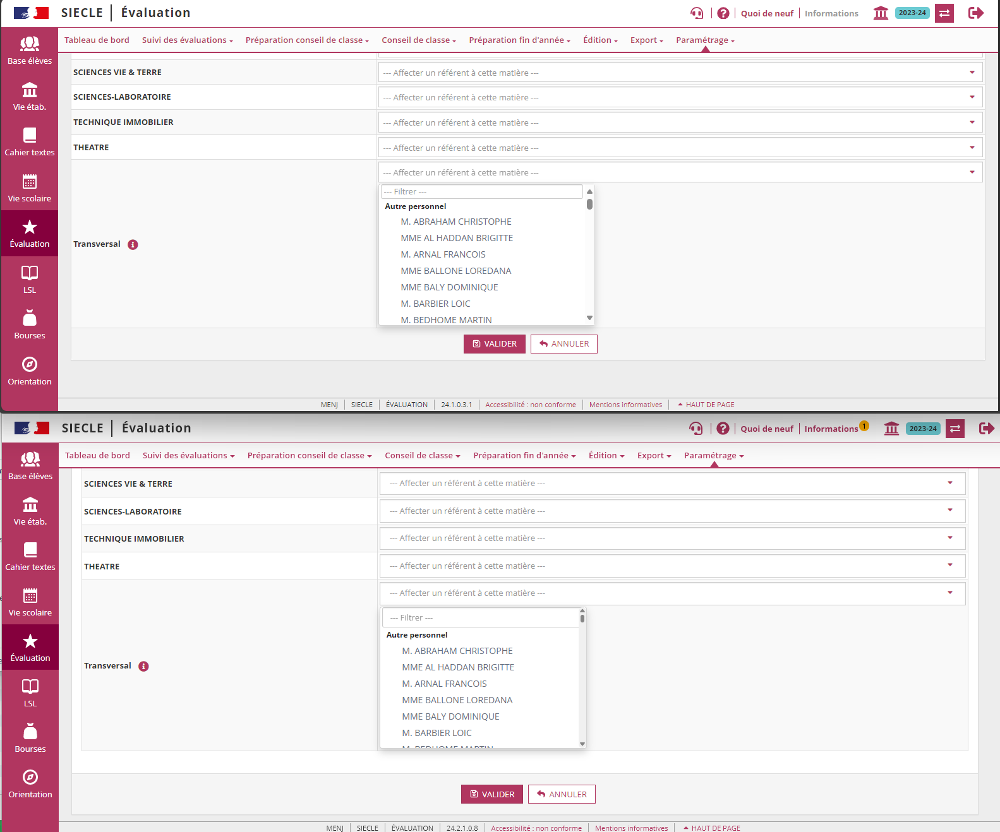 SIECLE Évaluation Quoi de neuf Informations 2023-24
Tableau de bord Suivi des évaluations Préparation conseil de classe Conseil de classe Préparation fin d'année Édition Export Paramétrage
Base élèves
Vie étab.
Cahier textes
Vie scolaire
Évaluation
LSL
Bourses
Orientation
SCIENCES VIE & TERRE --- Affecter un référent à cette matière ---
SCIENCES-LABORATOIRE --- Affecter un référent à cette matière ---
TECHNIQUE IMMOBILIER --- Affecter un référent à cette matière ---
THEATRE --- Affecter un référent à cette matière ---
Transversal --- Affecter un référent à cette matière ---
--- Filtrer ---
Autre personnel
M. ABRAHAM CHRISTOPHE
MME AL HADDAN BRIGITTE
M. ARNAL FRANCOIS
MME BALLONE LOREDANA
MME BALY DOMINIQUE
M. BARBIER LOIC
M. BEDHOME MARTIN
VALIDER ANNULER
MENJ SIECLE ÉVALUATION 24.1.0.3.1 Accessibilité : non conforme Mentions informatives HAUT DE PAGE
SIECLE Évaluation Quoi de neuf Informations 1 2023-24
Tableau de bord Suivi des évaluations Préparation conseil de classe Conseil de classe Préparation fin d'année Édition Export Paramétrage
Base élèves
Vie étab.
Cahier textes
Vie scolaire
Évaluation
LSL
Bourses
Orientation
SCIENCES VIE & TERRE --- Affecter un référent à cette matière ---
SCIENCES-LABORATOIRE --- Affecter un référent à cette matière ---
TECHNIQUE IMMOBILIER --- Affecter un référent à cette matière ---
THEATRE --- Affecter un référent à cette matière ---
Transversal --- Affecter un référent à cette matière ---
--- Filtrer ---
Autre personnel
M. ABRAHAM CHRISTOPHE
MME AL HADDAN BRIGITTE
M. ARNAL FRANCOIS
MME BALLONE LOREDANA
MME BALY DOMINIQUE
M. BARBIER LOIC
M. BEDHOME MARTIN
VALIDER ANNULER
MENJ SIECLE ÉVALUATION 24.2.1.0.8 Accessibilité : non conforme Mentions informatives HAUT DE PAGE